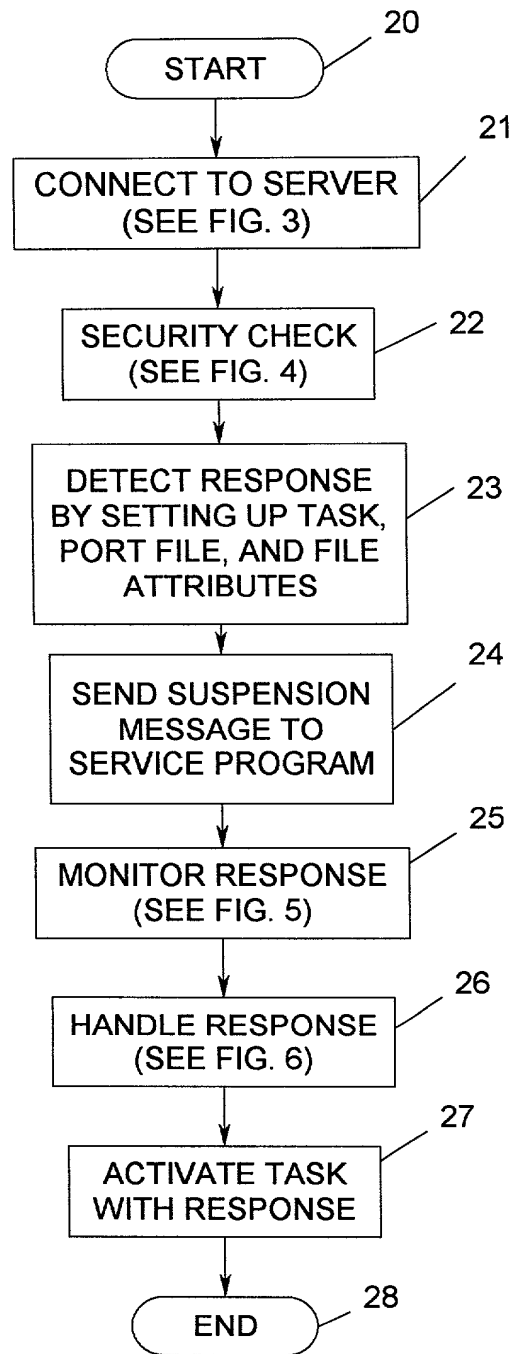 20
START
21
CONNECT TO SERVER
(SEE FIG. 3)
22
SECURITY CHECK
(SEE FIG. 4)
23
DETECT RESPONSE
BY SETTING UP TASK,
PORT FILE, AND FILE
ATTRIBUTES
24
SEND SUSPENSION
MESSAGE TO
SERVICE PROGRAM
25
MONITOR RESPONSE
(SEE FIG. 5)
26
HANDLE RESPONSE
(SEE FIG. 6)
27
ACTIVATE TASK
WITH RESPONSE
END
28